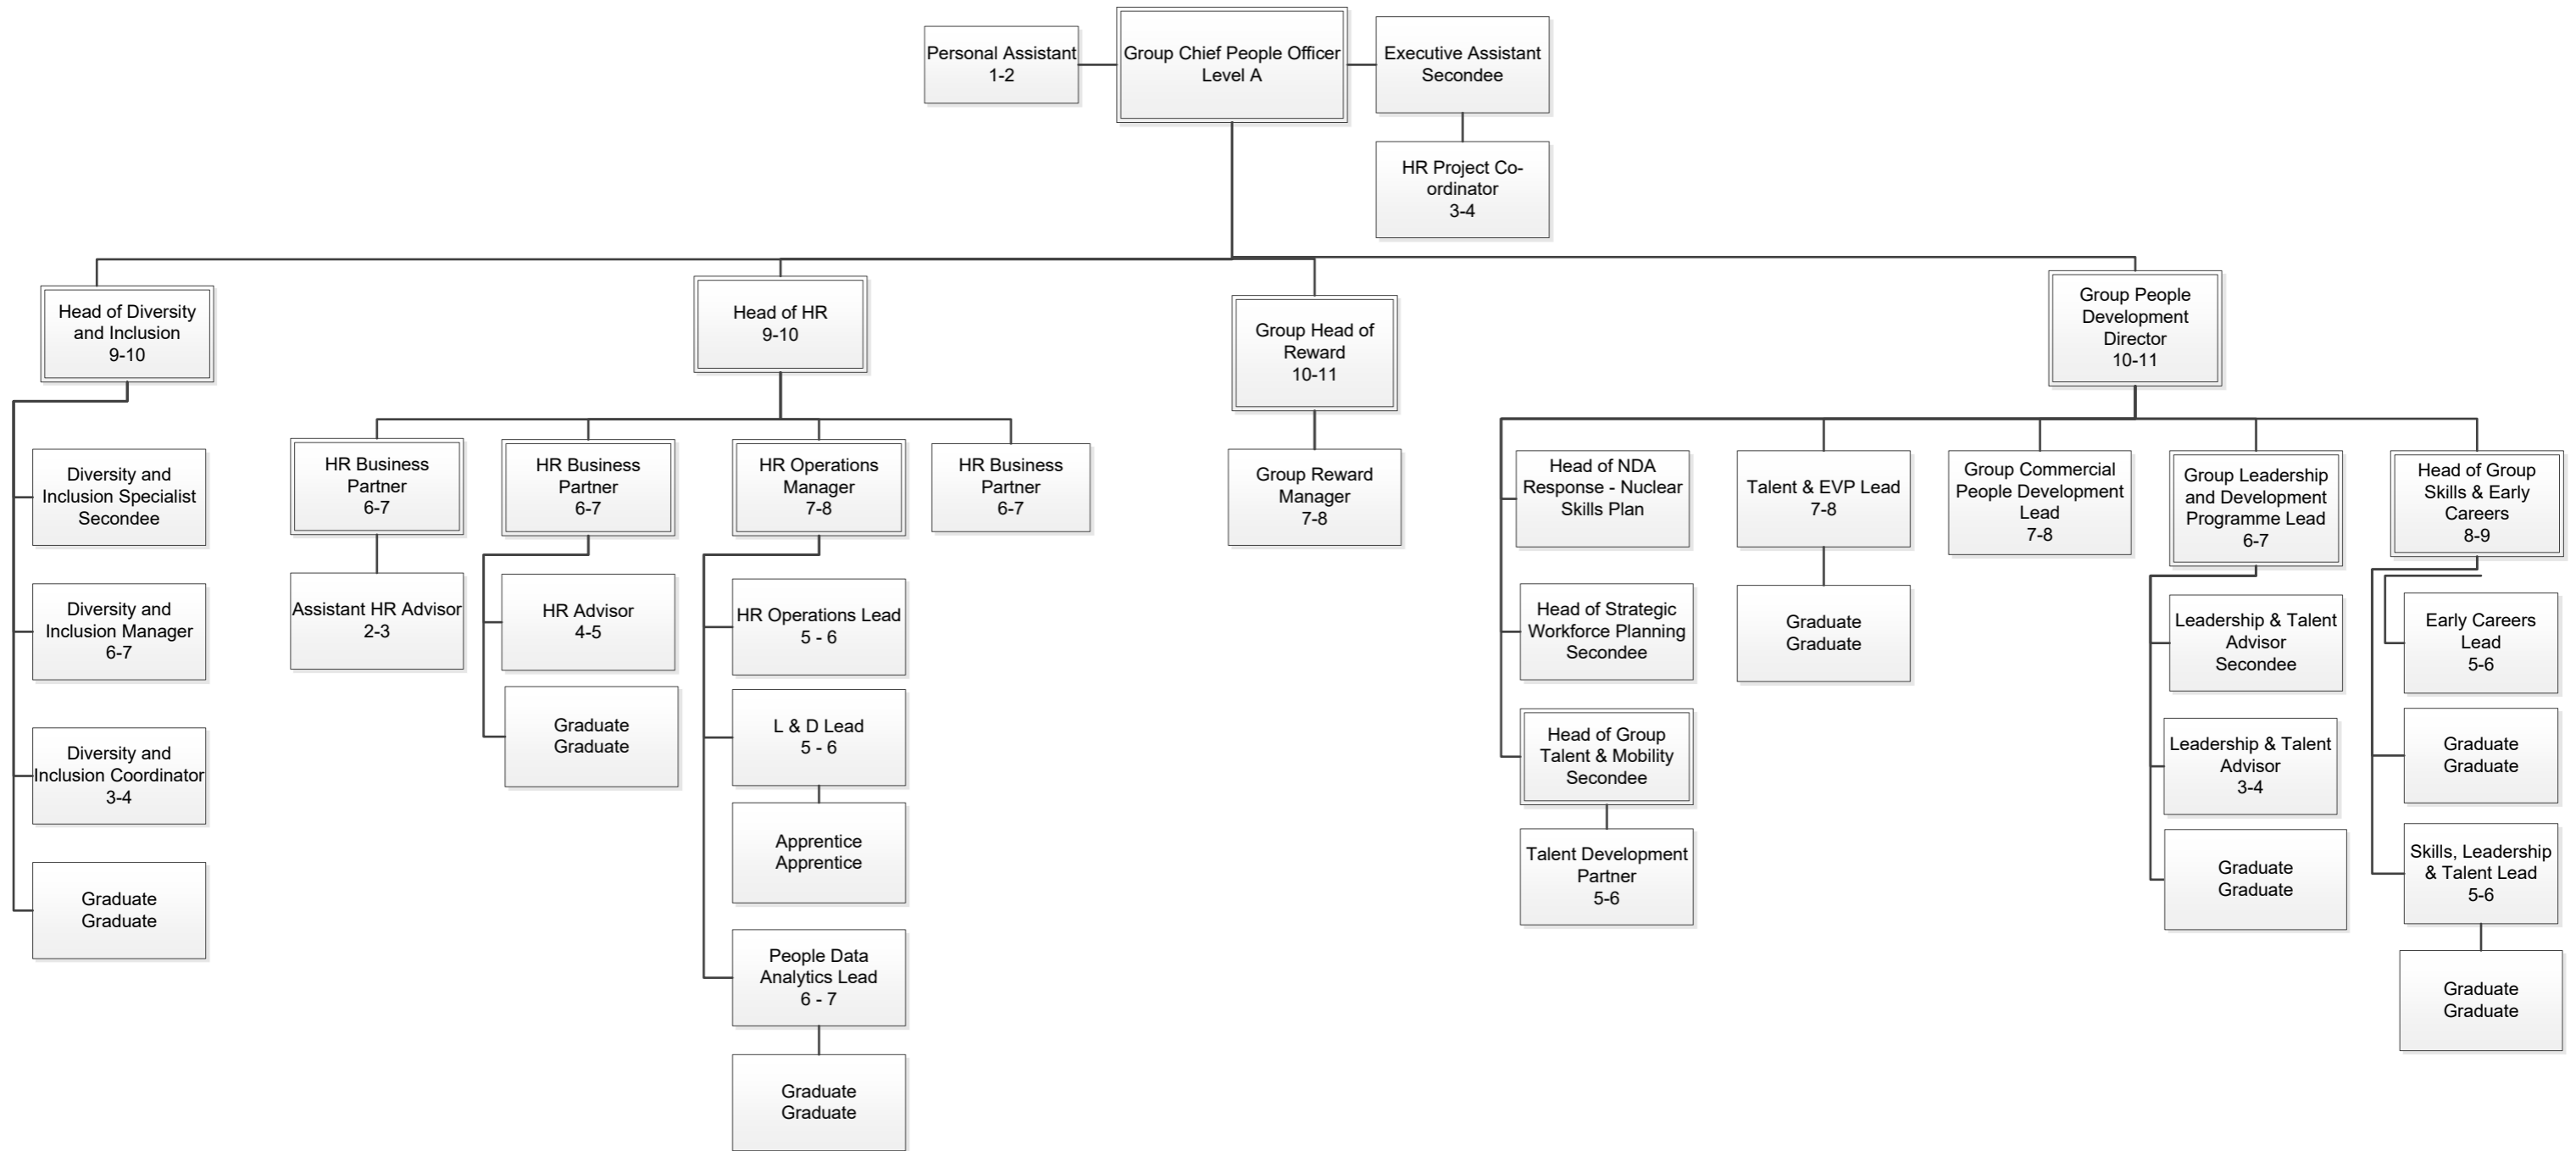 Personal Assistant
1-2
Group Chief People Officer
Level A
Executive Assistant
Secondee
HR Project Co-
ordinator
3-4
Head of Diversity
and Inclusion
9-10
Head of HR
9-10
Group Head of
Reward
10-11
Group People
Development
Director
10-11
Diversity and
Inclusion Specialist
Secondee
Diversity and
Inclusion Manager
6-7
Diversity and
Inclusion Coordinator
3-4
Graduate
Graduate
HR Business
Partner
6-7
Assistant HR Advisor
2-3
HR Business
Partner
6-7
HR Advisor
4-5
Graduate
Graduate
HR Operations
Manager
7-8
HR Operations Lead
5 - 6
L & D Lead
5 - 6
Apprentice
Apprentice
People Data
Analytics Lead
6 - 7
Graduate
Graduate
HR Business
Partner
6-7
Group Reward
Manager
7-8
Head of NDA
Response - Nuclear
Skills Plan
Head of Strategic
Workforce Planning
Secondee
Head of Group
Talent & Mobility
Secondee
Talent Development
Partner
5-6
Talent & EVP Lead
7-8
Graduate
Graduate
Group Commercial
People Development
Lead
7-8
Group Leadership
and Development
Programme Lead
6-7
Leadership & Talent
Advisor
Secondee
Leadership & Talent
Advisor
3-4
Graduate
Graduate
Head of Group
Skills & Early
Careers
8-9
Early Careers
Lead
5-6
Graduate
Graduate
Skills, Leadership
& Talent Lead
5-6
Graduate
Graduate